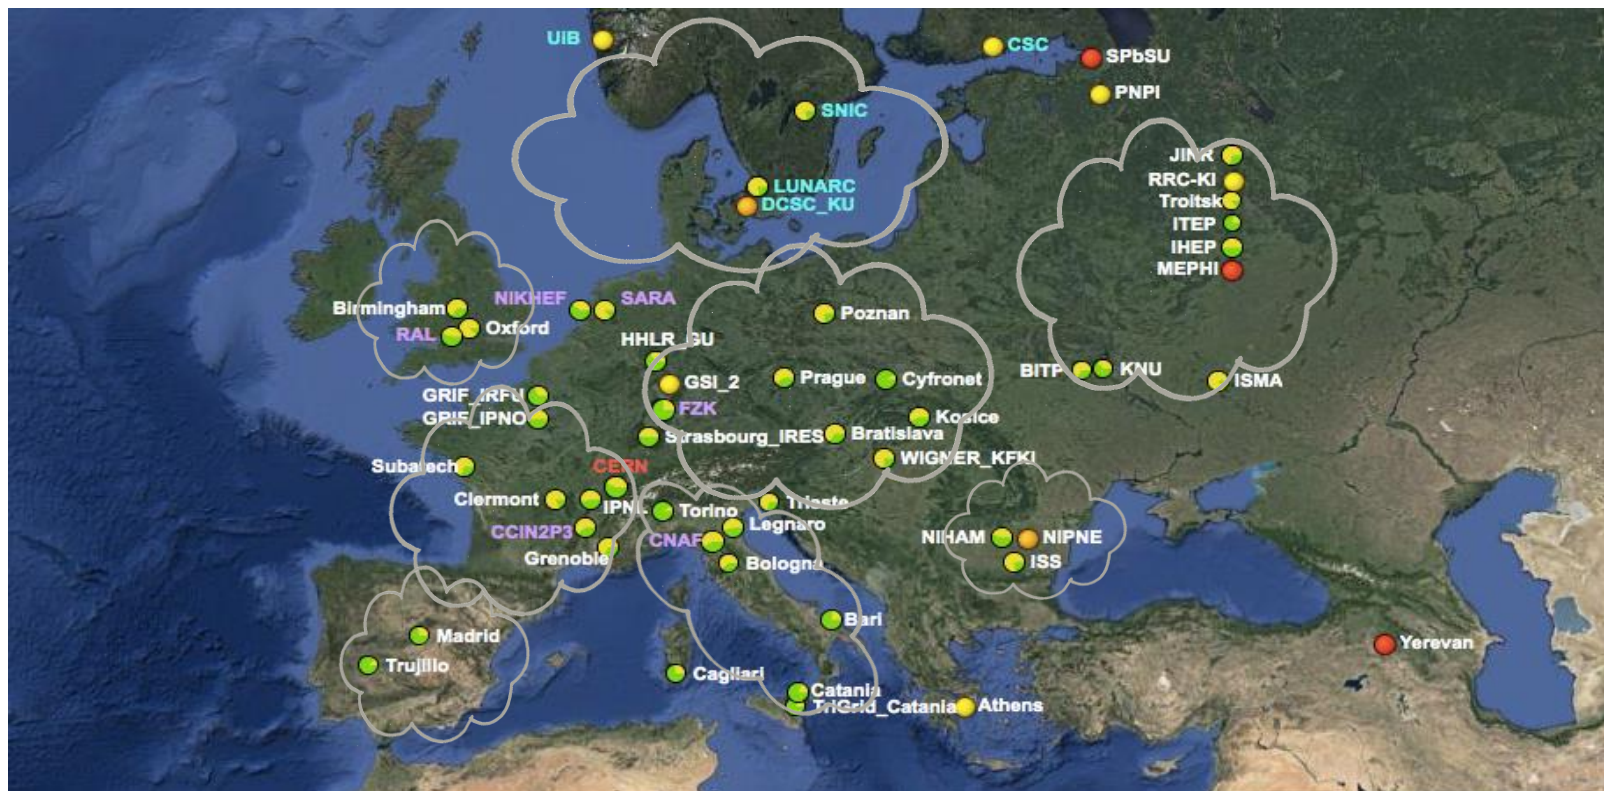 UiB
CSC
SPbSU
PNPI
SNIC
JINR
RRC-KI
LUNARC
DCSC_KU
Troitsk
ITEP
IHEP
MEPHI
NIKHEF
SARA
Birmingham
Oxford
RAL
Poznan
HHLR_GU
BITP
KNU
ISMA
GSI_2
Prague
Cyfronet
GRIF_IRFU
FZK
GRIF_IPNO
Kosice
Strasbourg_IRES
Bratislava
WIGNER_KFKI
Subatech
CERN
Clermont
IPNL
Torino
Trieste
Legnaro
CCIN2P3
CNAF
NIHAM
NIPNE
Grenoble
Bologna
ISS
Bari
Madrid
Yerevan
Trujillo
Cagliari
Catania
TriGrid_Catania
Athens